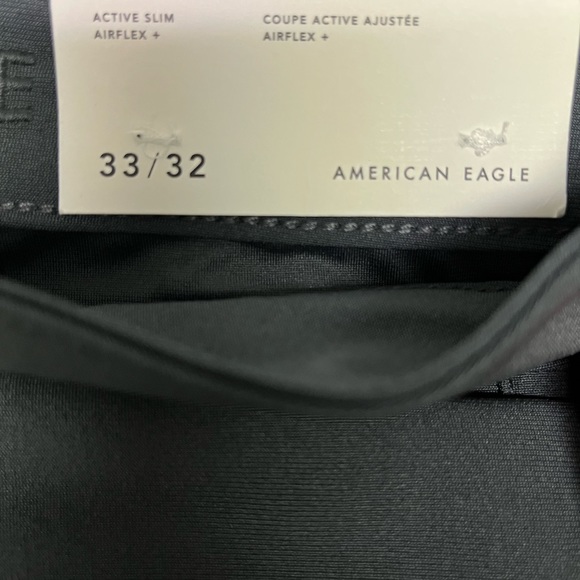 ACTIVE SLIM
AIRFLEX +
COUPE ACTIVE AJUSTÉE
AIRFLEX +
33/32
AMERICAN EAGLE
E